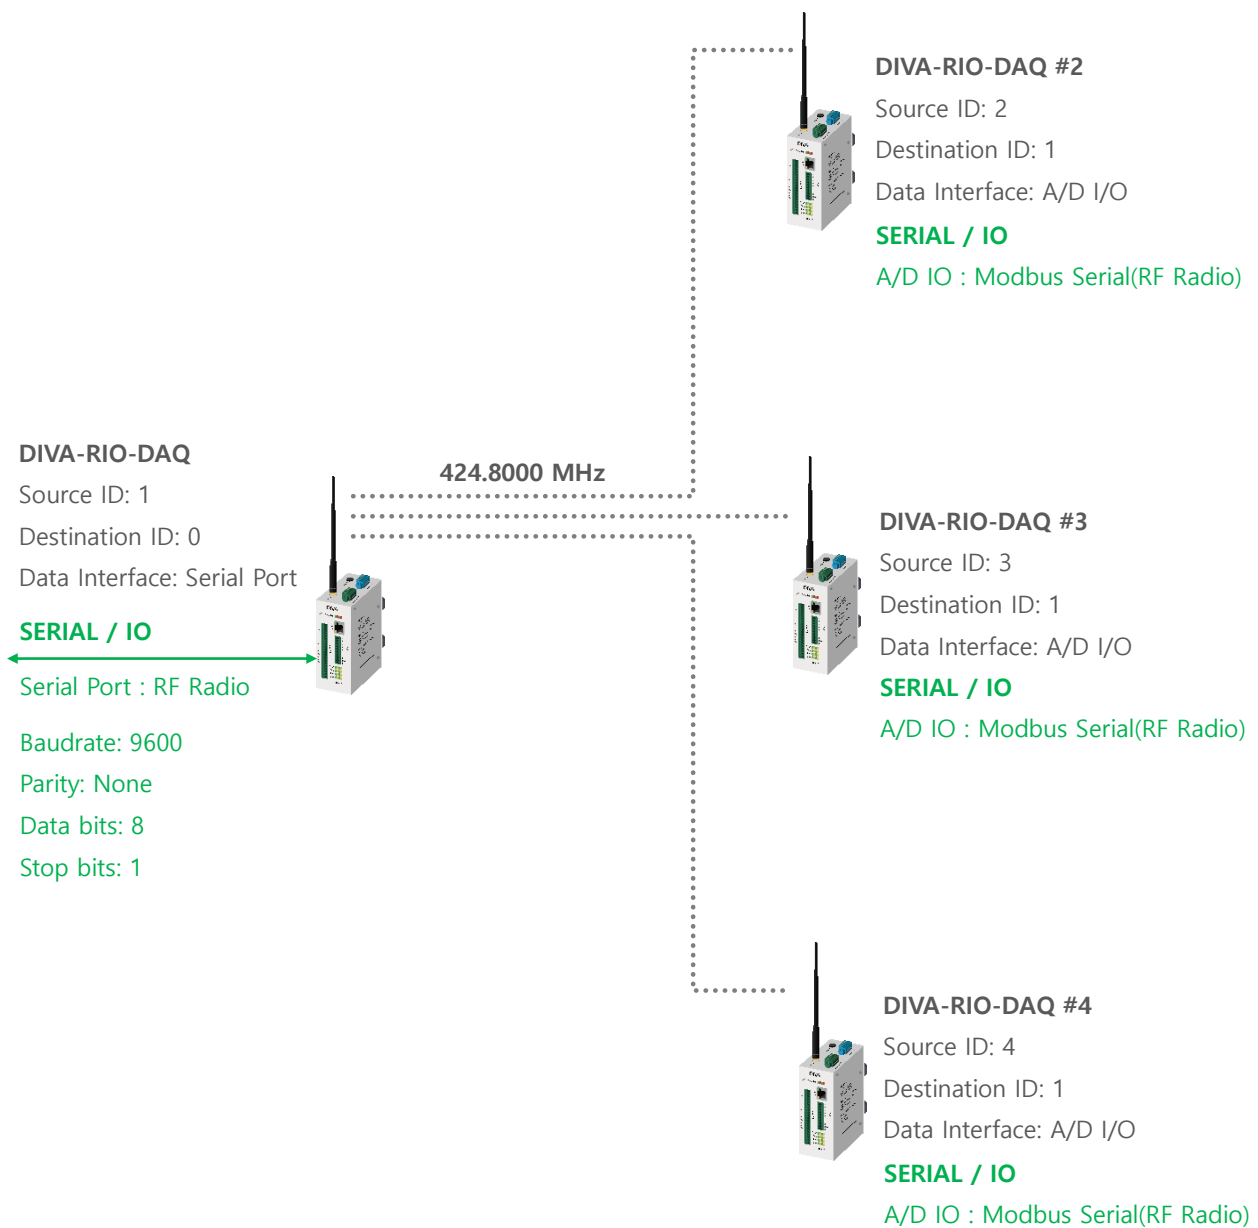 DIVA-RIO-DAQ #2
Source ID: 2
Destination ID: 1
Data Interface: A/D I/O
SERIAL / IO
A/D IO : Modbus Serial(RF Radio)
DIVA-RIO-DAQ
Source ID: 1
Destination ID: 0
Data Interface: Serial Port
SERIAL / IO
Serial Port : RF Radio
Baudrate: 9600
Parity: None
Data bits: 8
Stop bits: 1
424.8000 MHz
DIVA-RIO-DAQ #3
Source ID: 3
Destination ID: 1
Data Interface: A/D I/O
SERIAL / IO
A/D IO : Modbus Serial(RF Radio)
DIVA-RIO-DAQ #4
Source ID: 4
Destination ID: 1
Data Interface: A/D I/O
SERIAL / IO
A/D IO : Modbus Serial(RF Radio)